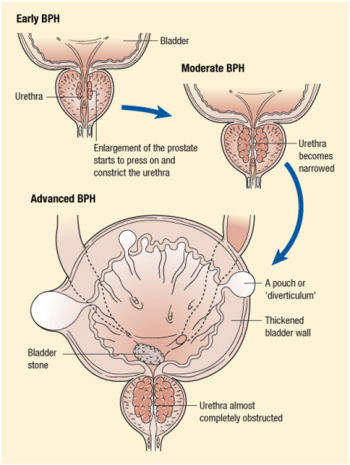 Early BPH
Bladder
Moderate BPH
Urethra
Enlargement of the prostate
starts to press on and
constrict the urethra
Urethra
becomes
narrowed
Advanced BPH
A pouch or
'diverticulum'
Thickened
bladder wall
Bladder
stone
Urethra almost
completely obstructed